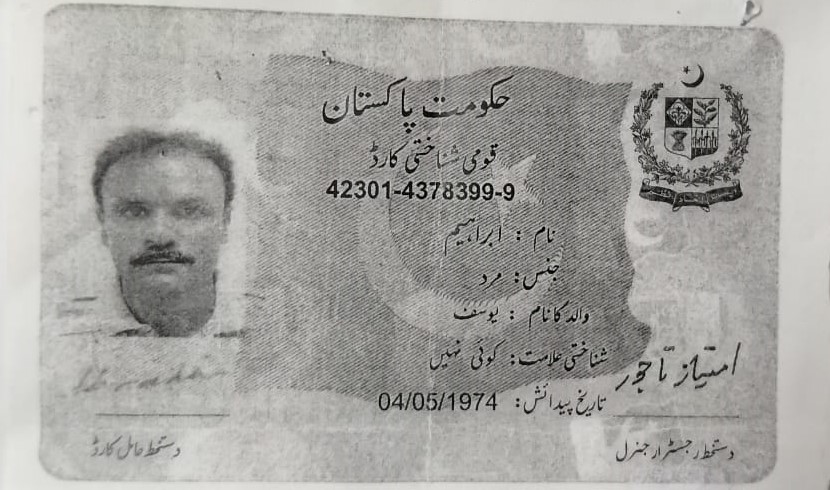 حکومت پاکستان
قومی شناختی کارڈ
42301-4378399-9
نام : ابراہیم
جنس: مرد
والد کا نام : یوسف
شناختی علامت: کوئی نہیں
تاریخ پیدائش: 04/05/1974
امتیاز تاجور
دستخط رجسٹرار جنرل
دستخط حامل کارڈ